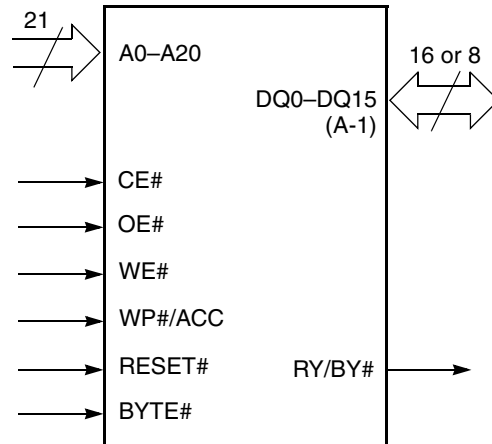 21
A0–A20
16 or 8
DQ0–DQ15
(A-1)
CE#
OE#
WE#
WP#/ACC
RESET#
RY/BY#
BYTE#